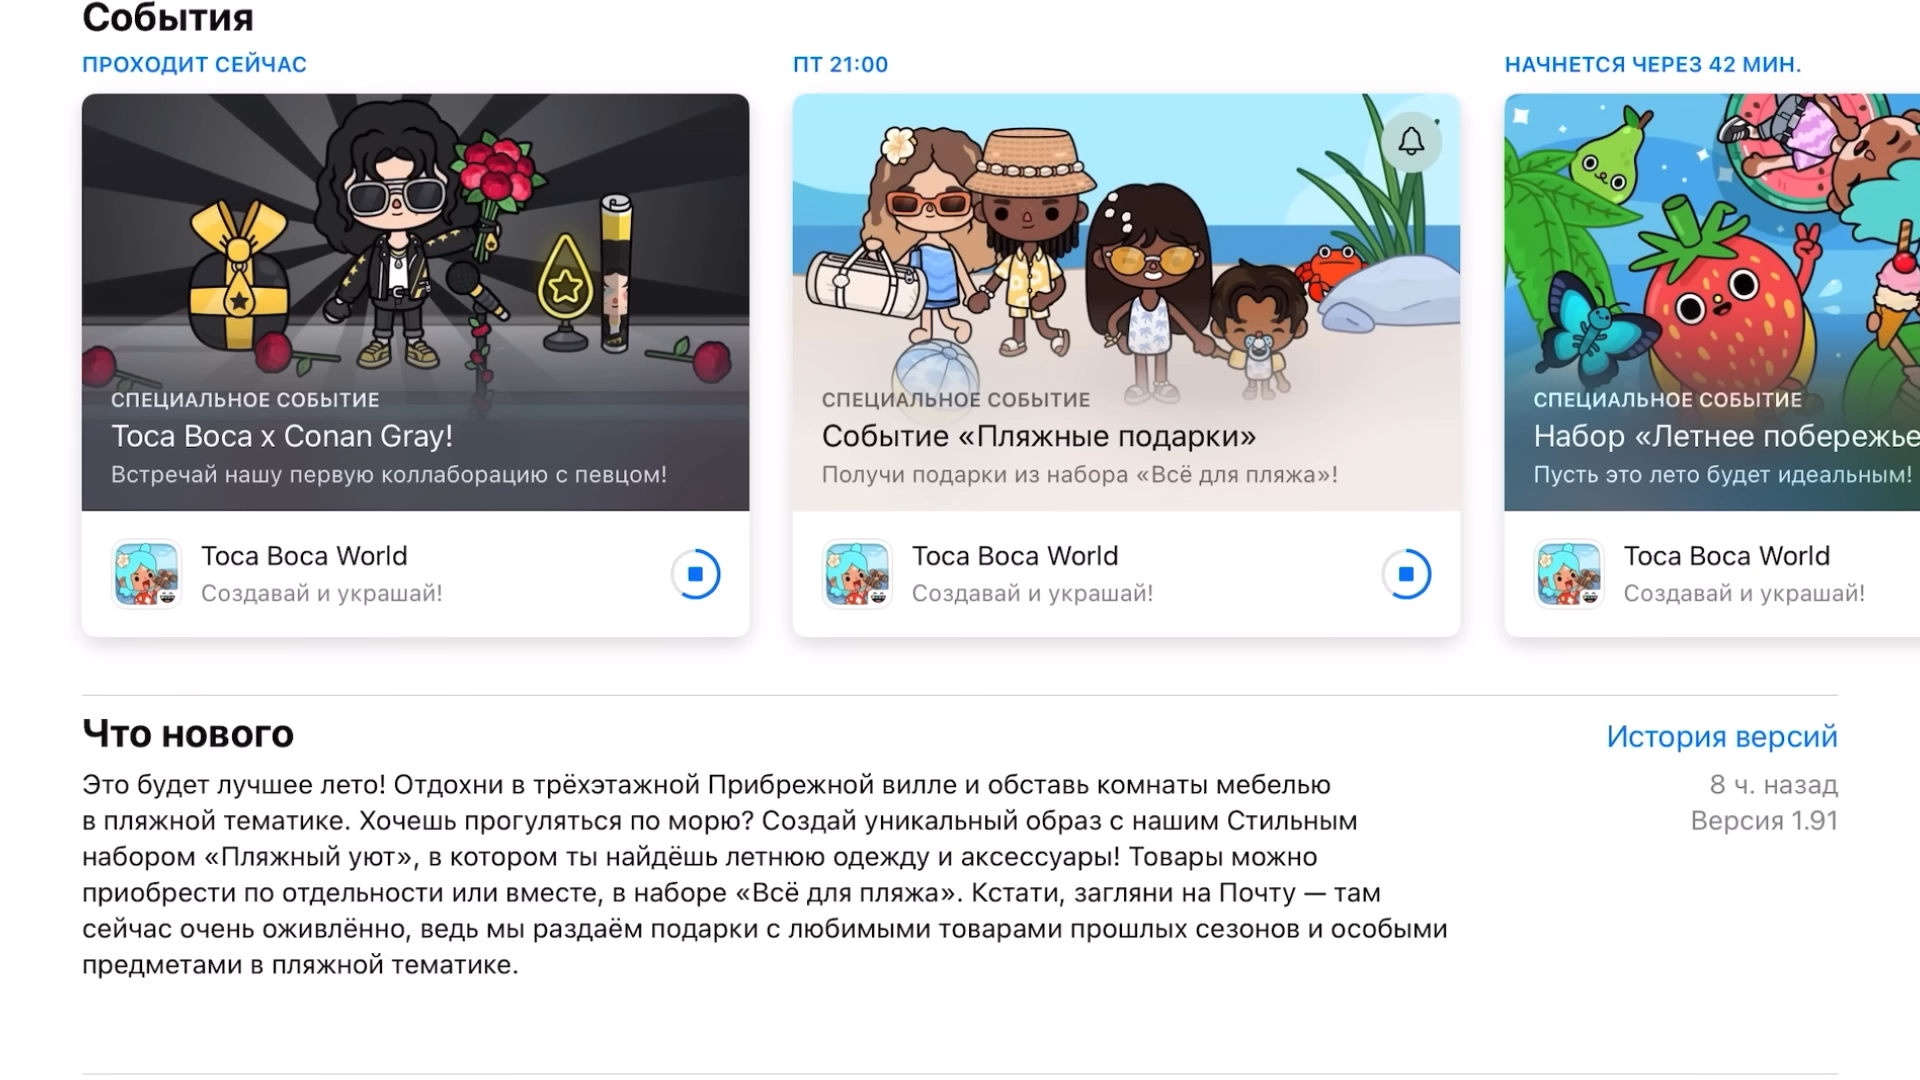 События
ПРОХОДИТ СЕЙЧАС
СПЕЦИАЛЬНОЕ СОБЫТИЕ
Toca Boca x Conan Gray!
Встречай нашу первую коллаборацию с певцом!
Toca Boca World
Создавай и украшай!
ПТ 21:00
СПЕЦИАЛЬНОЕ СОБЫТИЕ
Событие «Пляжные подарки»
Получи подарки из набора «Всё для пляжа»!
Toca Boca World
Создавай и украшай!
НАЧНЕТСЯ ЧЕРЕЗ 42 МИН.
СПЕЦИАЛЬНОЕ СОБЫТИЕ
Набор «Летнее побережье
Пусть это лето будет идеальным!
Toca Boca World
Создавай и украшай!
Что нового
История версий
Это будет лучшее лето! Отдохни в трёхэтажной Прибрежной вилле и обставь комнаты мебелью
в пляжной тематике. Хочешь прогуляться по морю? Создай уникальный образ с нашим Стильным
набором «Пляжный уют», в котором ты найдёшь летнюю одежду и аксессуары! Товары можно
приобрести по отдельности или вместе, в наборе «Всё для пляжа». Кстати, загляни на Почту — там
сейчас очень оживлённо, ведь мы раздаём подарки с любимыми товарами прошлых сезонов и особыми
предметами в пляжной тематике.
8 ч. назад
Версия 1.91